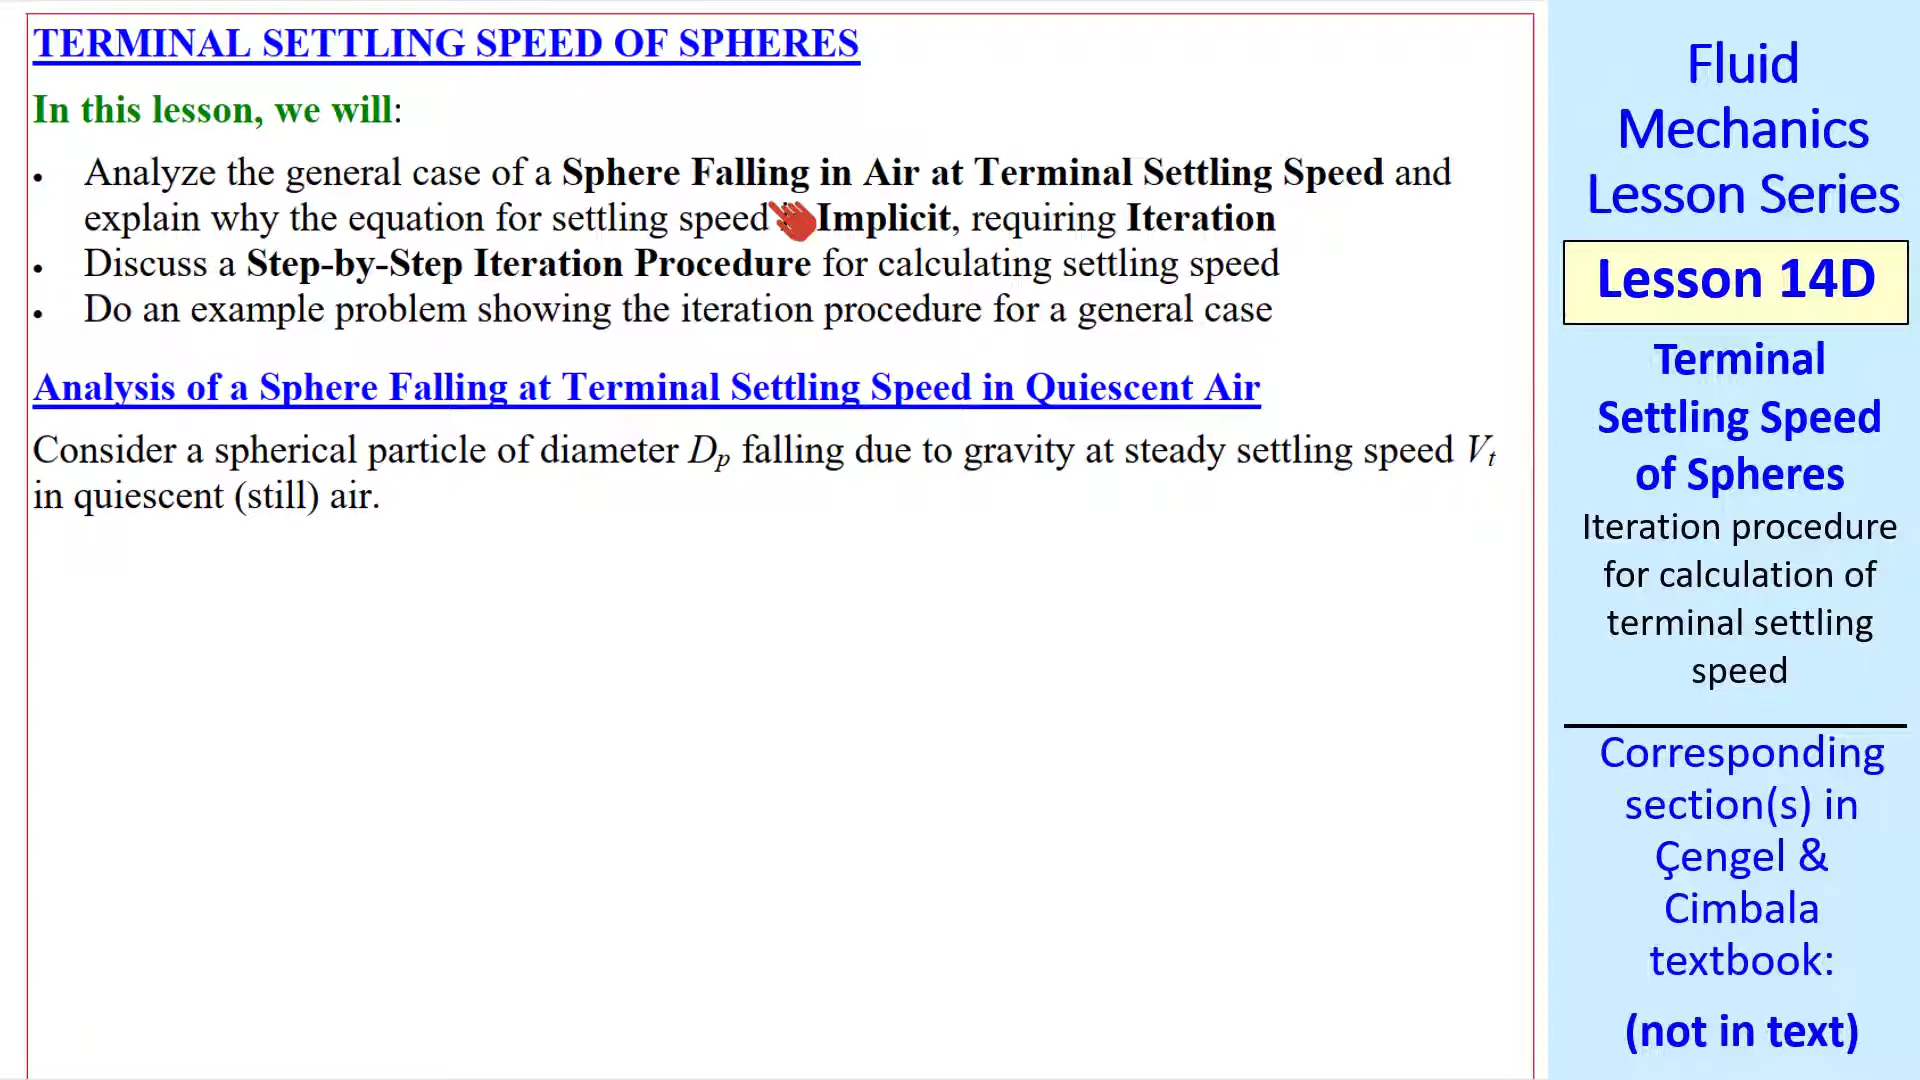 TERMINAL SETTLING SPEED OF SPHERES
In this lesson, we will:
• Analyze the general case of a Sphere Falling in Air at Terminal Settling Speed and
explain why the equation for settling speed Implicit, requiring Iteration
• Discuss a Step-by-Step Iteration Procedure for calculating settling speed
• Do an example problem showing the iteration procedure for a general case
Analysis of a Sphere Falling at Terminal Settling Speed in Quiescent Air
Consider a spherical particle of diameter Dp falling due to gravity at steady settling speed Vt
in quiescent (still) air.
Fluid
Mechanics
Lesson Series
Lesson 14D
Terminal
Settling Speed
of Spheres
Iteration procedure
for calculation of
terminal settling
speed
Corresponding
section(s) in
Çengel &
Cimbala
textbook:
(not in text)